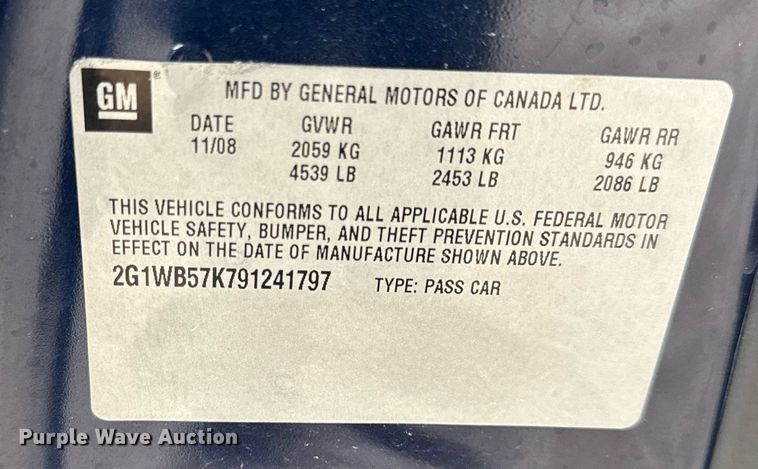 GM
MFD BY GENERAL MOTORS OF CANADA LTD.
DATE GVWR GAWR FRT GAWR RR
11/08 2059 KG 1113 KG 946 KG
4539 LB 2453 LB 2086 LB
THIS VEHICLE CONFORMS TO ALL APPLICABLE U.S. FEDERAL MOTOR
VEHICLE SAFETY, BUMPER, AND THEFT PREVENTION STANDARDS IN
EFFECT ON THE DATE OF MANUFACTURE SHOWN ABOVE.
2G1WB57K791241797 TYPE: PASS CAR
Purple Wave Auction